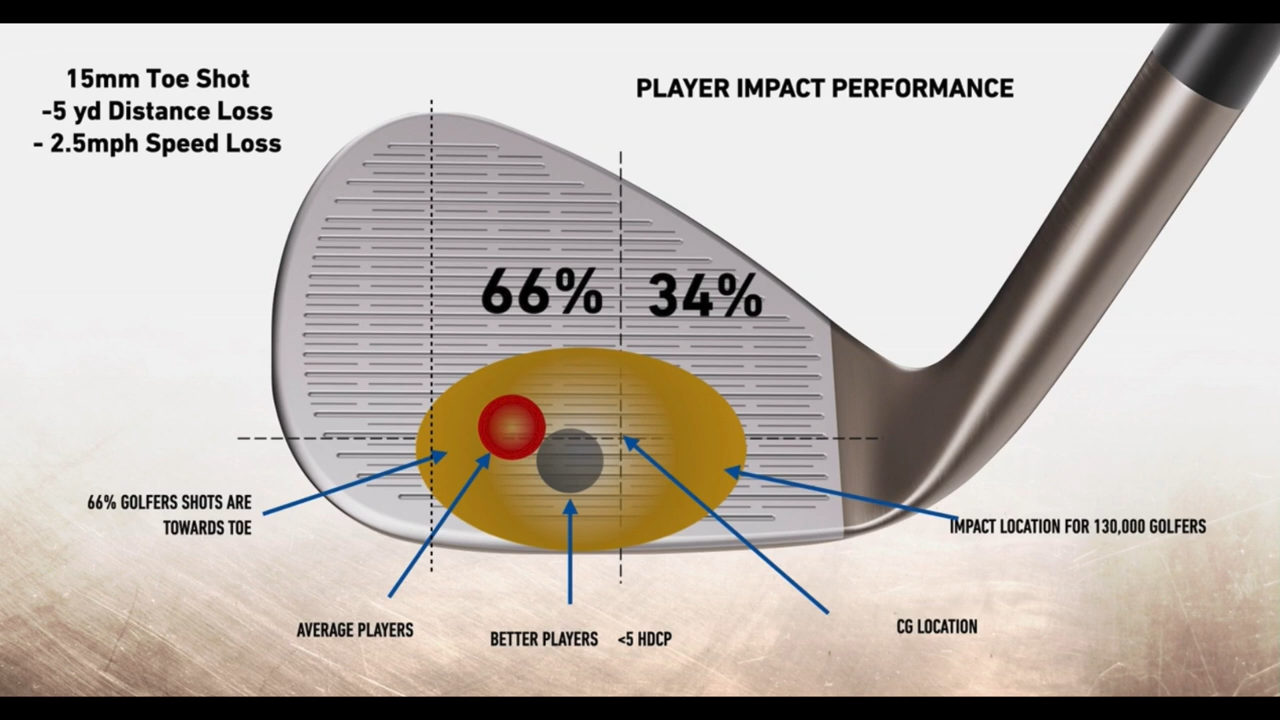 15mm Toe Shot
-5 yd Distance Loss
- 2.5mph Speed Loss
PLAYER IMPACT PERFORMANCE
66%
34%
66% GOLFERS SHOTS ARE
TOWARDS TOE
IMPACT LOCATION FOR 130,000 GOLFERS
AVERAGE PLAYERS
BETTER PLAYERS <5 HDCP
CG LOCATION